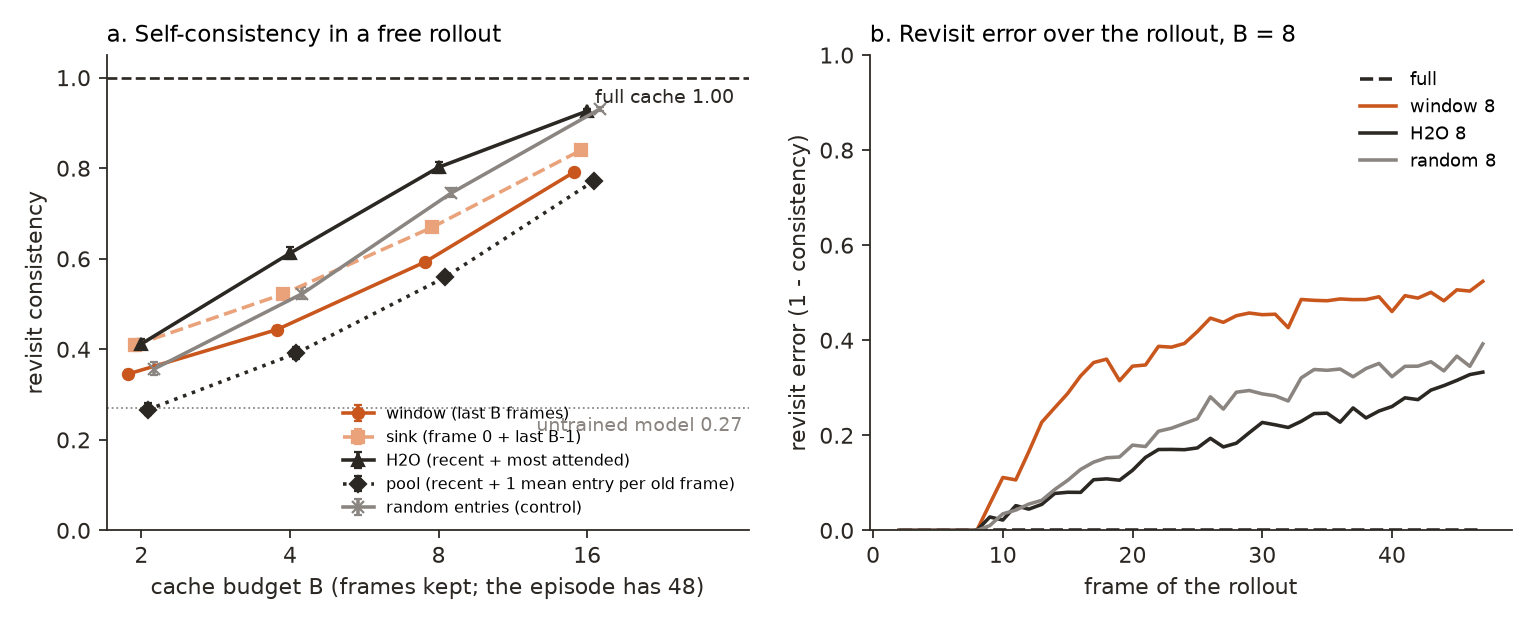 a. Self-consistency in a free rollout
1.0
0.8
0.6
0.4
0.2
0.0
revisit consistency
full cache 1.00
untrained model 0.27
window (last B frames)
sink (frame 0 + last B-1)
H2O (recent + most attended)
pool (recent + 1 mean entry per old frame)
random entries (control)
2 4 8 16
cache budget B (frames kept; the episode has 48)
b. Revisit error over the rollout, B = 8
1.0
0.8
0.6
0.4
0.2
0.0
revisit error (1 - consistency)
full
window 8
H2O 8
random 8
0 10 20 30 40
frame of the rollout